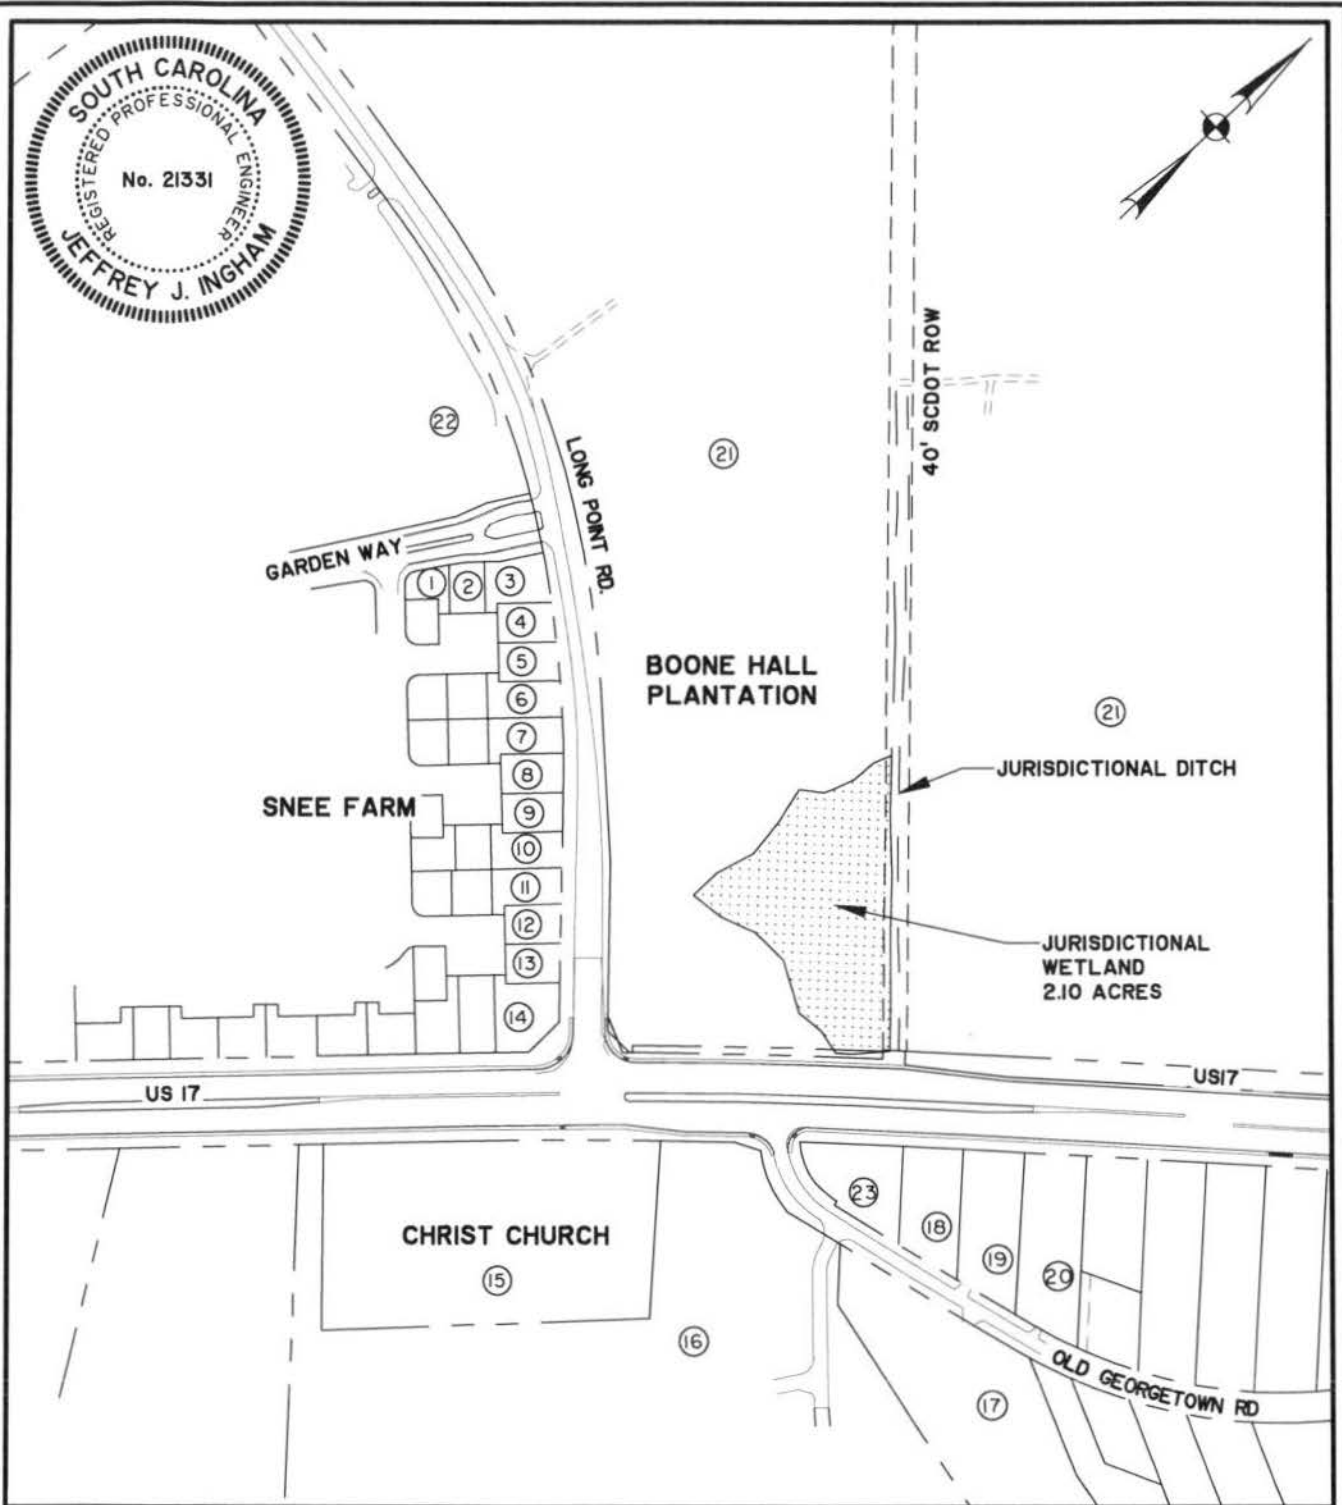 SOUTH CAROLINA
REGISTERED PROFESSIONAL ENGINEER
No. 21331
JEFFREY J. INGHAM
40' SCDOT ROW
22
21
LONG POINT RD.
GARDEN WAY
1
2
3
4
5
6
7
8
9
10
11
12
13
14
BOONE HALL
PLANTATION
21
JURISDICTIONAL DITCH
SNEE FARM
JURISDICTIONAL
WETLAND
2.10 ACRES
US 17
US17
23
18
19
20
CHRIST CHURCH
15
16
17
OLD GEORGETOWN RD